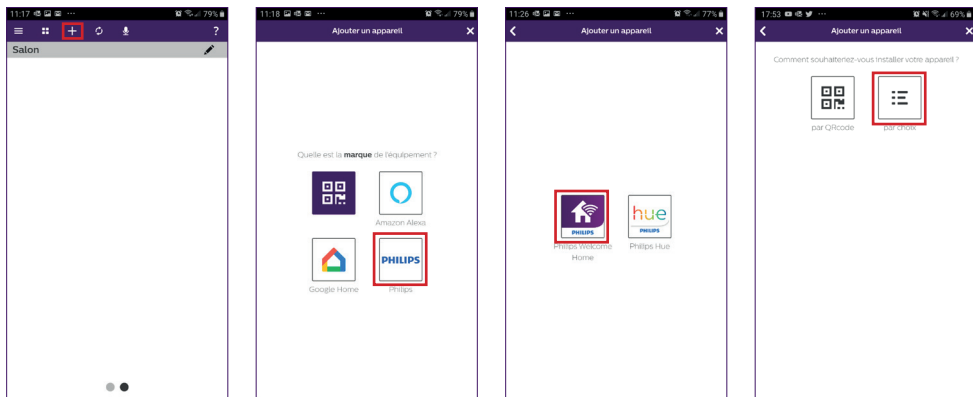 11:17 ... 79%
+ ?
Salon
11:18 ... 79%
Ajouter un appareil ×
Quelle est la marque de l'équipement ?
Amazon Alexa
PHILIPS
Google Home
Philips
11:26 ... 77%
Ajouter un appareil ×
PHILIPS
hue
PHILIPS
Philips Welcome
Home
Philips Hue
17:53 ... 69%
Ajouter un appareil ×
Comment souhaiteriez-vous installer votre appareil ?
par QRcode
par choix